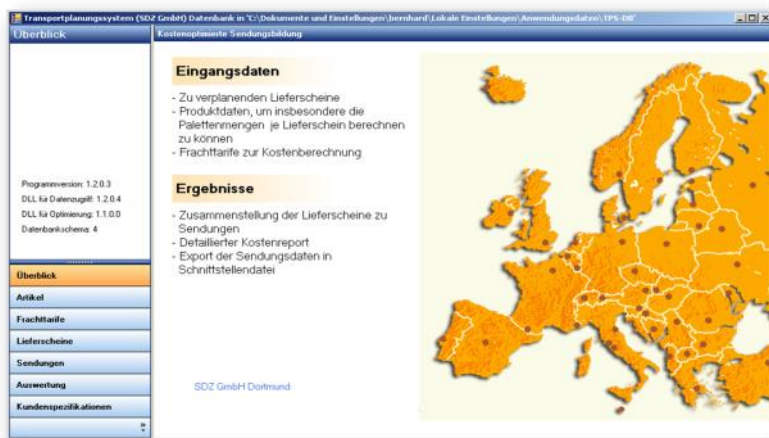 Transportplanungssystem (SDZ GmbH) Datenbank in 'C:\Dokumente und Einstellungen\bernhard\Lokale Einstellungen\Anwendungsdaten\TPS-DB'
Überblick
Kostenoptimierte Sendungsbildung
Eingangsdaten
- Zu verplanenden Lieferscheine
- Produktdaten, um insbesondere die
Palettenmengen je Lieferschein berechnen
zu können
- Frachttarife zur Kostenberechnung
Ergebnisse
- Zusammenstellung der Lieferscheine zu
Sendungen
- Detaillierter Kostenreport
- Export der Sendungsdaten in
Schnittstellendatei
SDZ GmbH Dortmund
Programmversion: 1.2.0.3
DLL für Datenzugriff: 1.2.0.4
DLL für Optimierung: 1.1.0.0
Datenbankschema: 4
Überblick
Artikel
Frachttarife
Lieferscheine
Sendungen
Auswertung
Kundenspezifikationen